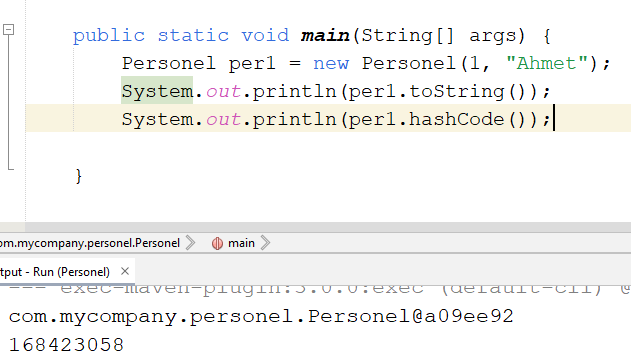 public static void main(String[] args) {
Personel per1 = new Personel(1, "Ahmet");
System.out.println(per1.toString());
System.out.println(per1.hashCode());
}
om.mycompany.personel.Personel main
tput - Run (Personel) ×
--- exec-maven-plugin:3.0.0:exec (default-cli) @
com.mycompany.personel.Personel@a09ee92
168423058